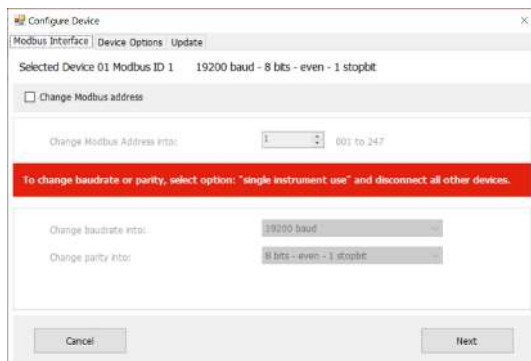 Configure Device
Modbus Interface Device Options Update
Selected Device 01 Modbus ID 1 19200 baud - 8 bits - even - 1 stopbit
Change Modbus address
Change Modbus Address into: 1 001 to 247
To change baudrate or parity, select option: "single instrument use" and disconnect all other devices.
Change baudrate into: 19200 baud
Change parity into: 8 bits - even - 1 stopbit
Cancel Next